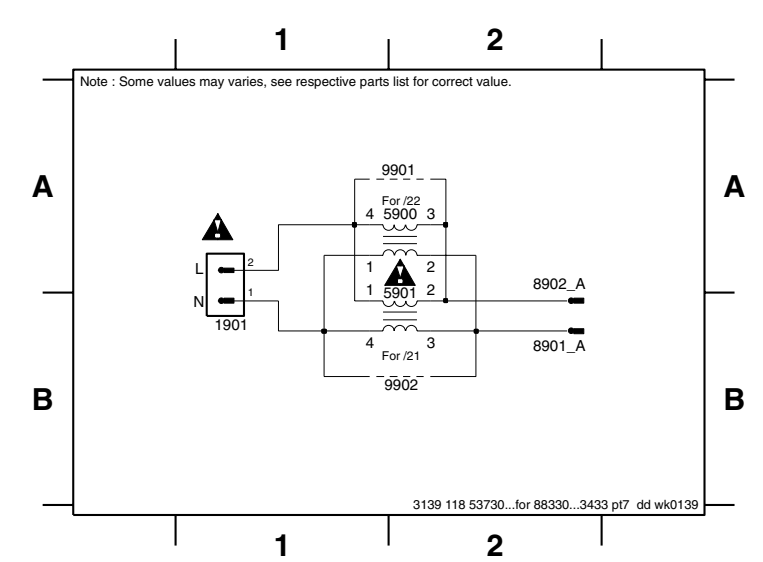 1 2
Note : Some values may varies, see respective parts list for correct value.
A A
9901
For /22
4 5900 3
L 2
1 2
8902_A
1 5901 2
N 1
1901
4 3
8901_A
For /21
9902
B B
3139 118 53730...for 88330...3433 pt7 dd wk0139
1 2